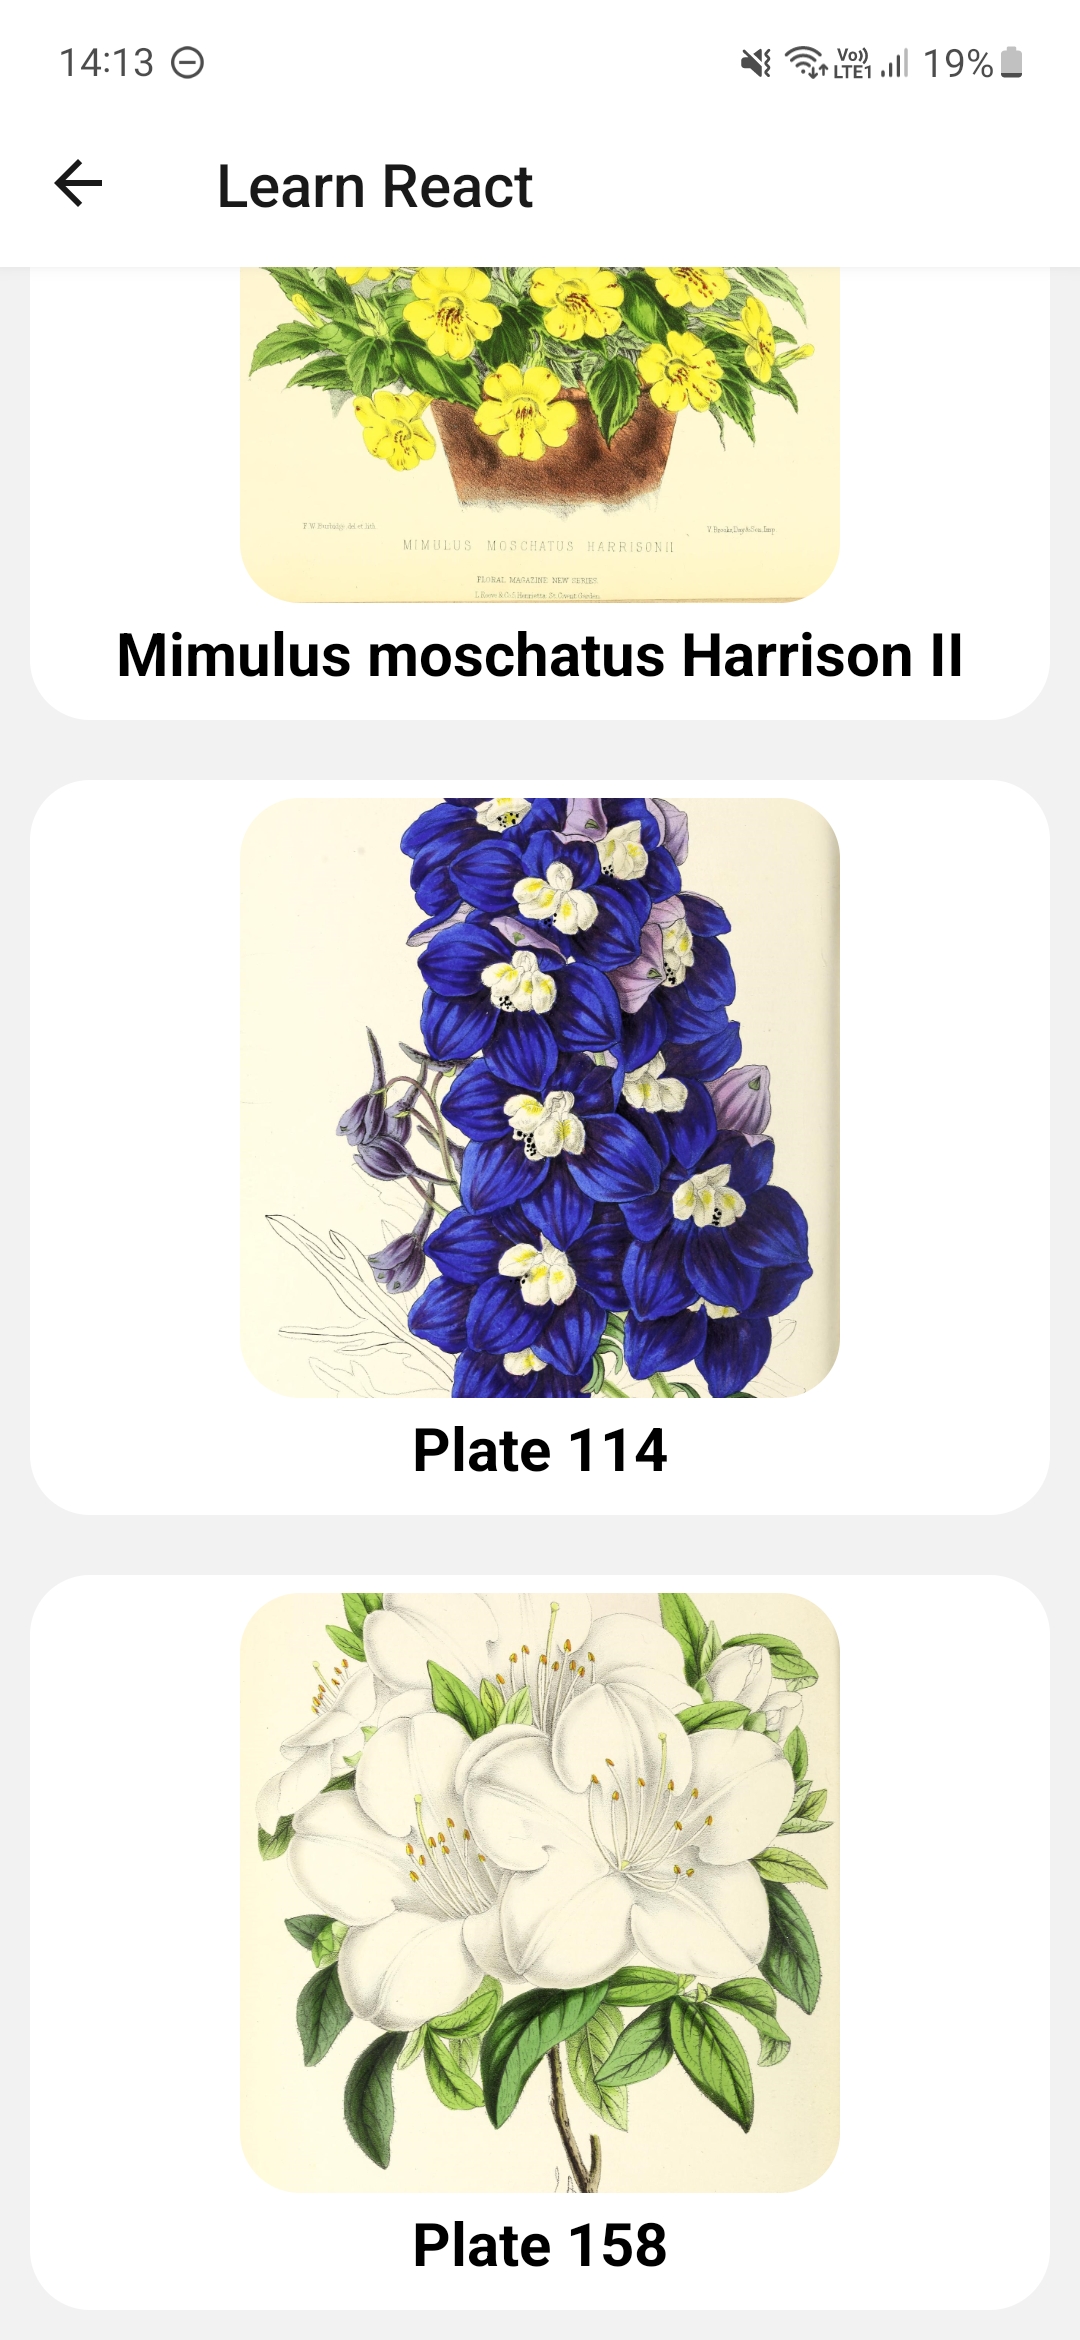 14:13
Vo)) LTE1 19%
Learn React
F.W. Burbidge, del. et lith.
V. Brooks, Day & Son, Imp.
MIMULUS MOSCHATUS HARRISONII
FLORAL MAGAZINE NEW SERIES
Mimulus moschatus Harrison II
Plate 114
Plate 158